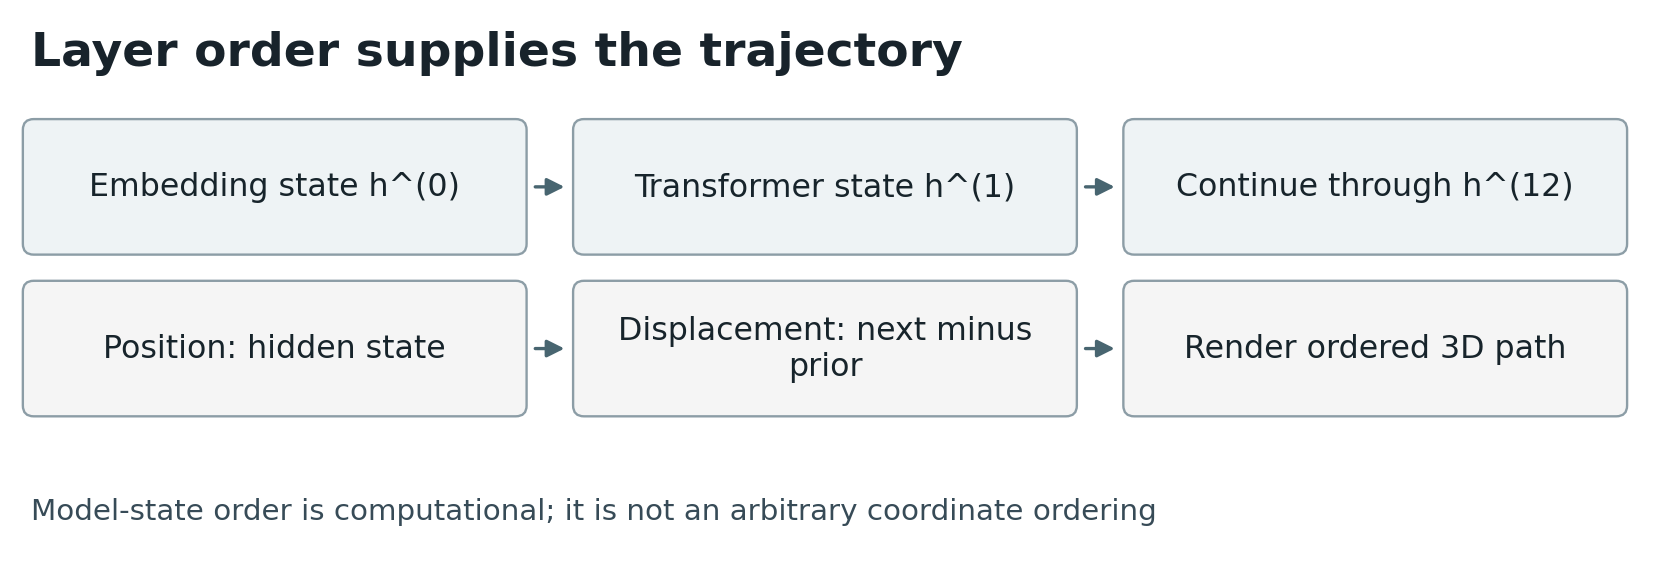 Layer order supplies the trajectory
Embedding state h^(0)
Transformer state h^(1)
Continue through h^(12)
Position: hidden state
Displacement: next minus
prior
Render ordered 3D path
Model-state order is computational; it is not an arbitrary coordinate ordering